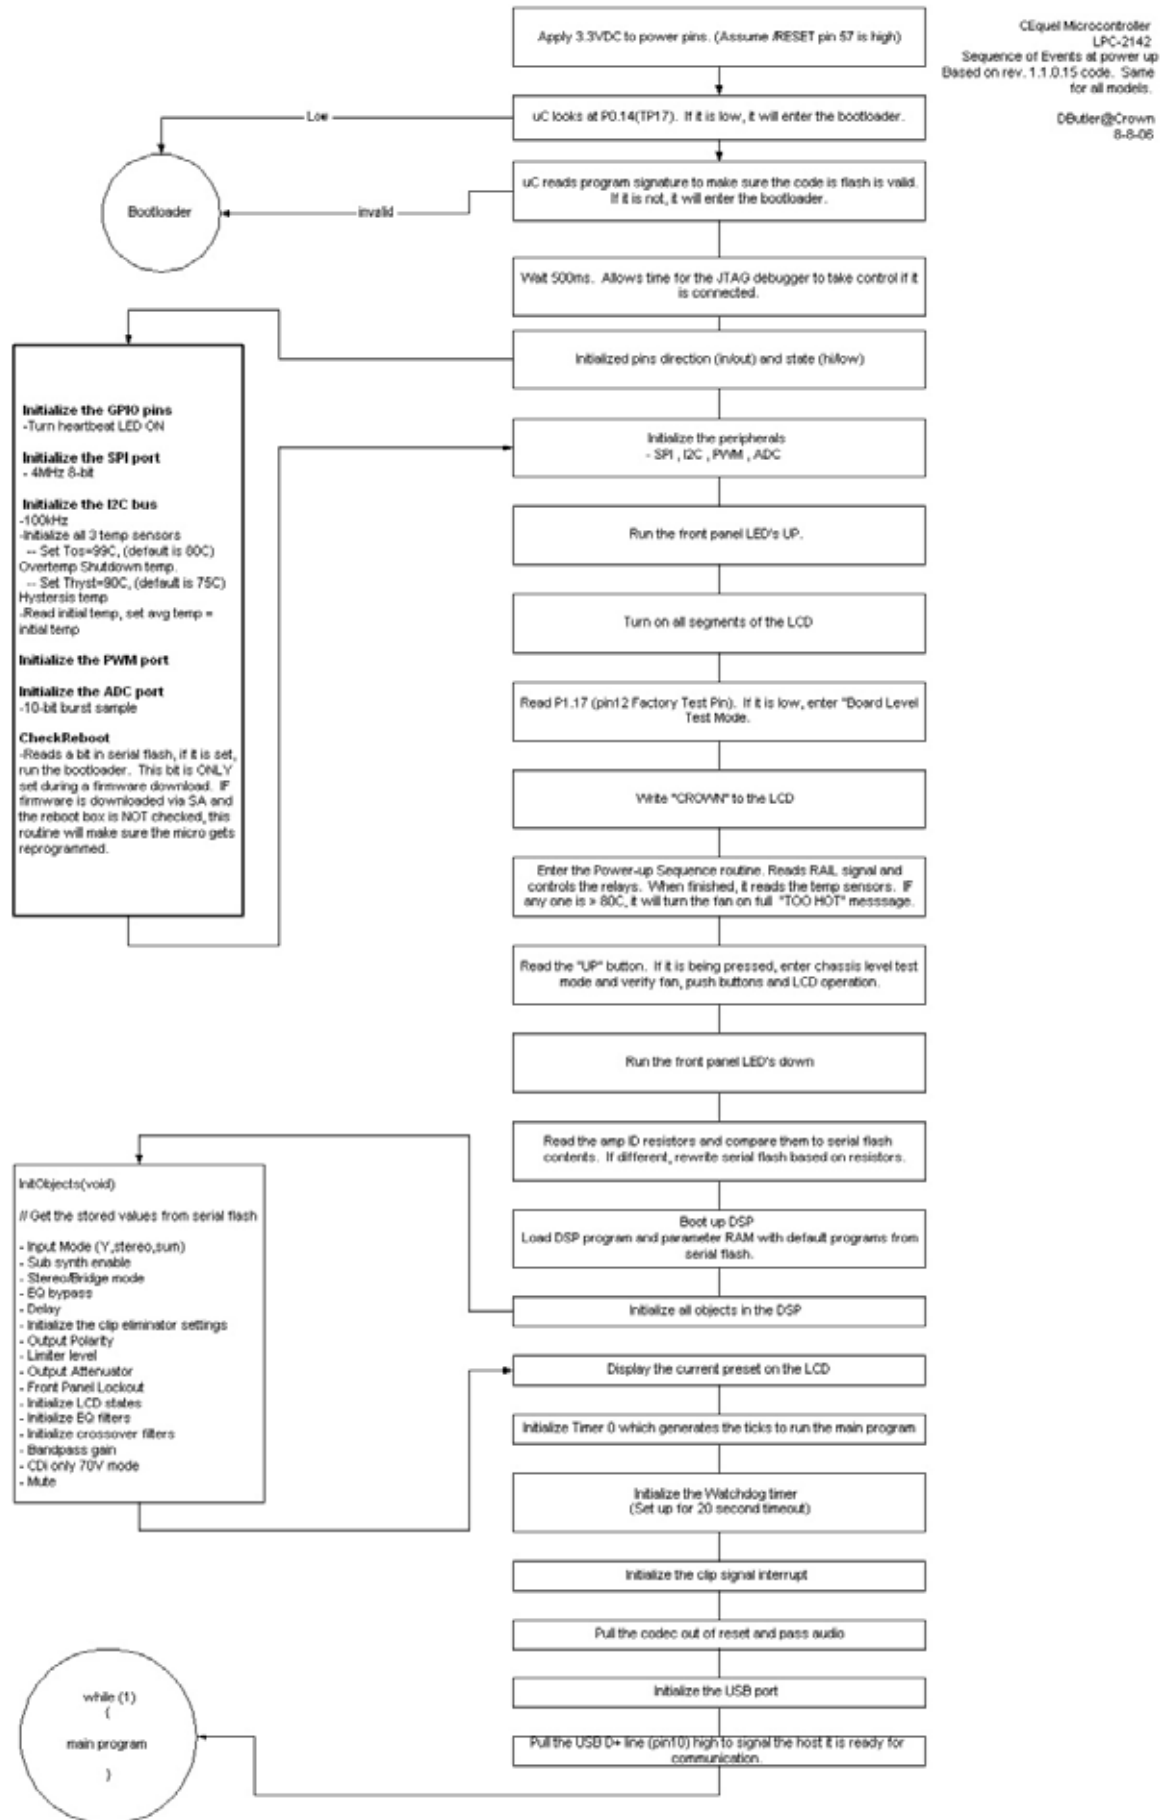 CEquel Microcontroller
LPC-2142
Sequence of Events at power up
Based on rev. 1.1.0.15 code. Same
for all models.
DButler@Crown
8-8-06
Apply 3.3VDC to power pins. (Assume /RESET pin 57 is high)
uC looks at P0.14(TP17). If it is low, it will enter the bootloader.
Low
uC reads program signature to make sure the code is flash is valid.
If it is not, it will enter the bootloader.
invalid
Bootloader
Wait 500ms. Allows time for the JTAG debugger to take control if it
is connected.
Initialized pins direction (in/out) and state (hi/low)
Initialize the GPIO pins
-Turn heartbeat LED ON
Initialize the SPI port
- 4MHz 8-bit
Initialize the I2C bus
-100kHz
-Initialize all 3 temp sensors
-- Set Tos=99C, (default is 80C)
Overtemp Shutdown temp.
-- Set Thyst=90C, (default is 75C)
Hystersis temp
-Read initial temp, set avg temp =
initial temp
Initialize the PWM port
Initialize the ADC port
-10-bit burst sample
CheckReboot
-Reads a bit in serial flash, if it is set,
run the bootloader. This bit is ONLY
set during a firmware download. IF
firmware is downloaded via SA and
the reboot box is NOT checked, this
routine will make sure the micro gets
reprogrammed.
Initialize the peripherals
- SPI , I2C , PWM , ADC
Run the front panel LED's UP.
Turn on all segments of the LCD
Read P1.17 (pin12 Factory Test Pin). If it is low, enter "Board Level
Test Mode.
Write "CROWN" to the LCD
Enter the Power-up Sequence routine. Reads RAIL signal and
controls the relays. When finished, it reads the temp sensors. IF
any one is > 80C, it will turn the fan on full "TOO HOT" messsage.
Read the "UP" button. If it is being pressed, enter chassis level test
mode and verify fan, push buttons and LCD operation.
Run the front panel LED's down
Read the amp ID resistors and compare them to serial flash
contents. If different, rewrite serial flash based on resistors.
Boot up DSP
Load DSP program and parameter RAM with default programs from
serial flash.
Initialize all objects in the DSP
InitObjects(void)
// Get the stored values from serial flash
- Input Mode (Y,stereo,sum)
- Sub synth enable
- Stereo/Bridge mode
- EQ bypass
- Delay
- Initialize the clip eliminator settings
- Output Polarity
- Limiter level
- Output Attenuator
- Front Panel Lockout
- Initialize LCD states
- Initialize EQ filters
- Initialize crossover filters
- Bandpass gain
- CDi only 70V mode
- Mute
Display the current preset on the LCD
Initialize Timer 0 which generates the ticks to run the main program
Initialize the Watchdog timer
(Set up for 20 second timeout)
Initialize the clip signal interrupt
Pull the codec out of reset and pass audio
Initialize the USB port
Pull the USB D+ line (pin10) high to signal the host it is ready for
communication.
while (1)
{
main program
}